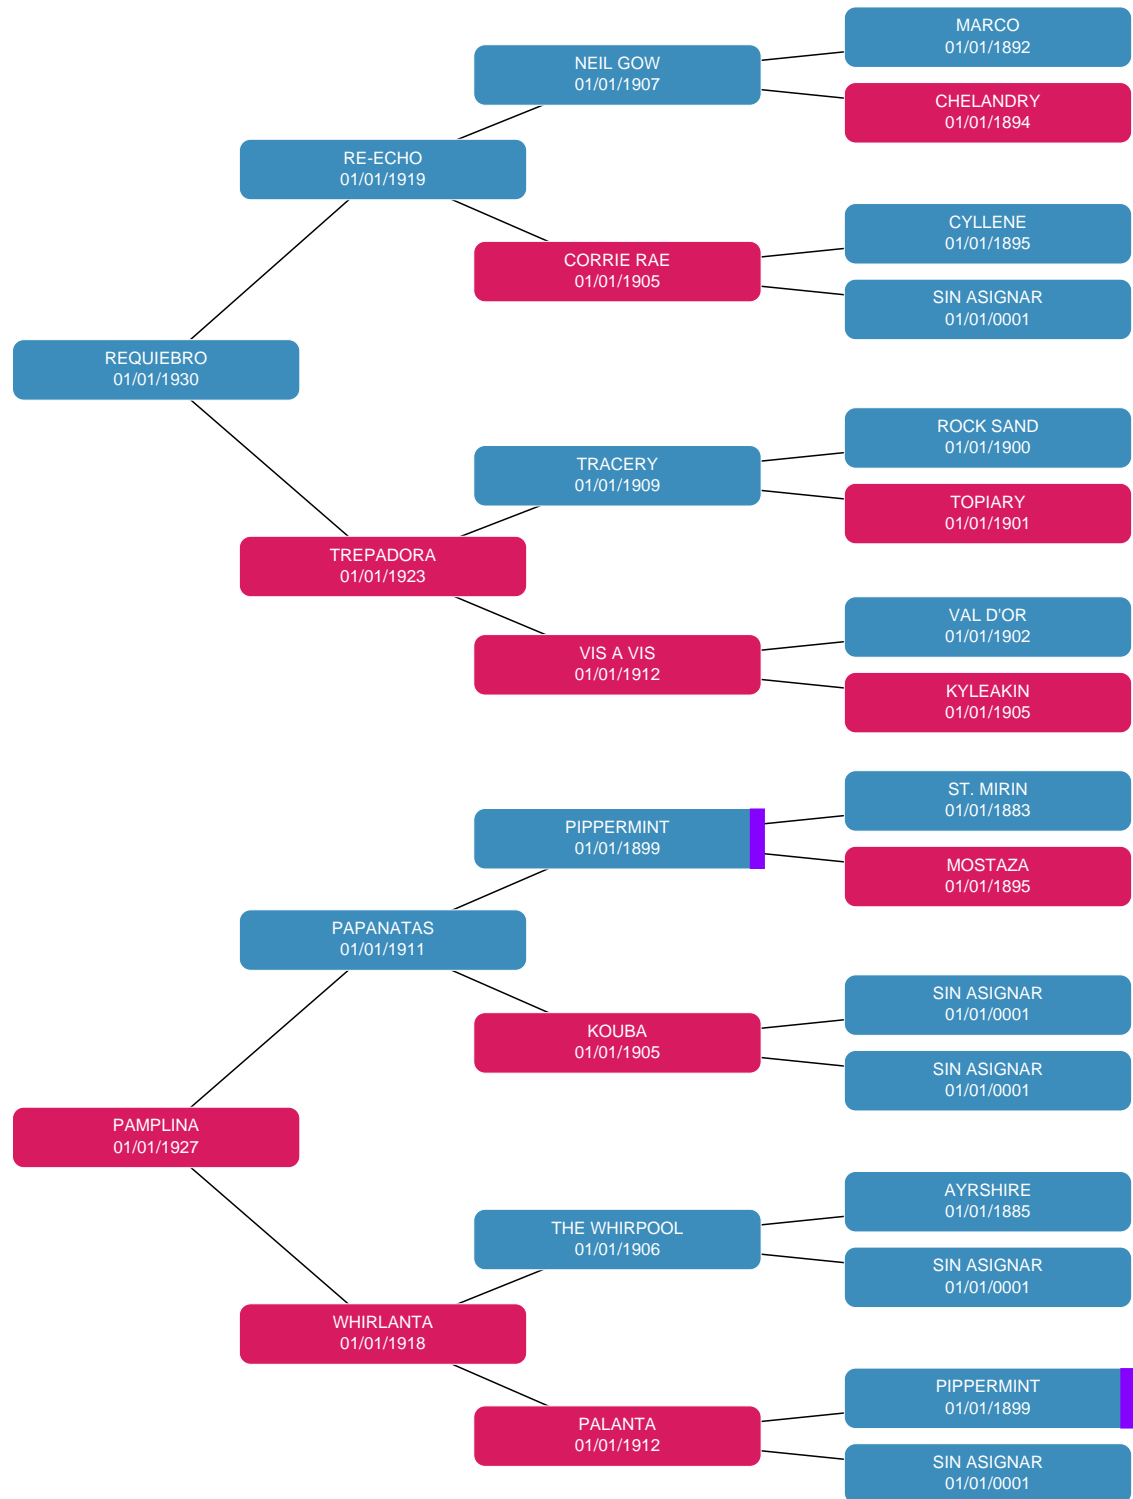 MARCO
01/01/1892
NEIL GOW
01/01/1907
CHELANDRY
01/01/1894
RE-ECHO
01/01/1919
CYLLENE
01/01/1895
CORRIE RAE
01/01/1905
SIN ASIGNAR
01/01/0001
REQUIEBRO
01/01/1930
ROCK SAND
01/01/1900
TRACERY
01/01/1909
TOPIARY
01/01/1901
TREPADORA
01/01/1923
VAL D'OR
01/01/1902
VIS A VIS
01/01/1912
KYLEAKIN
01/01/1905
ST. MIRIN
01/01/1883
PIPPERMINT
01/01/1899
MOSTAZA
01/01/1895
PAPANATAS
01/01/1911
SIN ASIGNAR
01/01/0001
KOUBA
01/01/1905
SIN ASIGNAR
01/01/0001
PAMPLINA
01/01/1927
AYRSHIRE
01/01/1885
THE WHIRPOOL
01/01/1906
SIN ASIGNAR
01/01/0001
WHIRLANTA
01/01/1918
PIPPERMINT
01/01/1899
PALANTA
01/01/1912
SIN ASIGNAR
01/01/0001